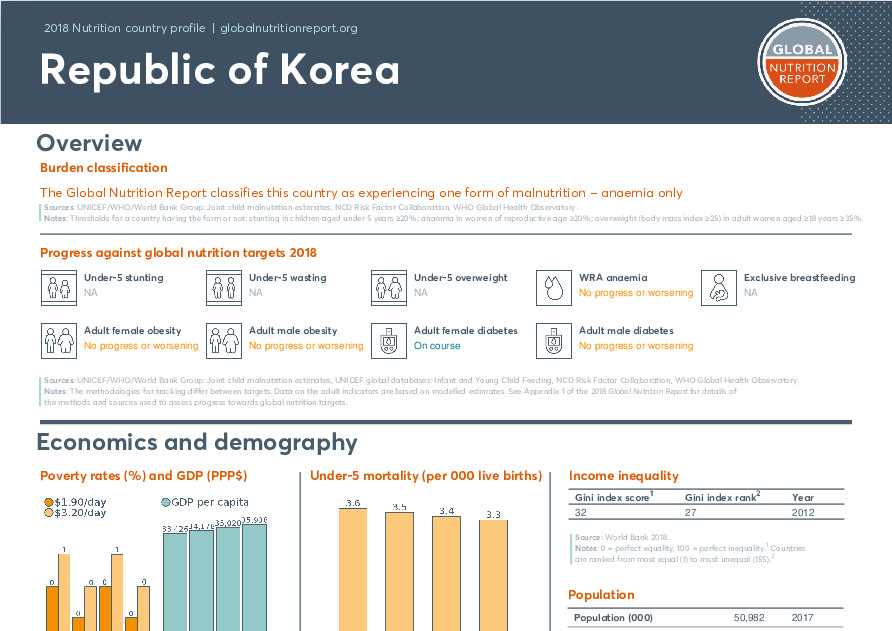 2018 Nutrition country profile | globalnutritionreport.org
Republic of Korea
GLOBAL
NUTRITION
REPORT
Overview
Burden classification
The Global Nutrition Report classifies this country as experiencing one form of malnutrition – anaemia only
Sources: UNICEF/WHO/World Bank Group: Joint child malnutrition estimates, NCD Risk Factor Collaboration, WHO Global Health Observatory.
Notes: Thresholds for a country having the form or not: stunting in children aged under 5 years ≥20%; anaemia in women of reproductive age ≥20%; overweight (body mass index ≥25) in adult women aged ≥18 years ≥35%.
Progress against global nutrition targets 2018
Under-5 stunting
NA
Under-5 wasting
NA
Under-5 overweight
NA
WRA anaemia
No progress or worsening
Exclusive breastfeeding
NA
Adult female obesity
No progress or worsening
Adult male obesity
No progress or worsening
Adult female diabetes
On course
Adult male diabetes
No progress or worsening
Sources: UNICEF/WHO/World Bank Group: Joint child malnutrition estimates, UNICEF global databases: Infant and Young Child Feeding, NCD Risk Factor Collaboration, WHO Global Health Observatory.
Notes: The methodologies for tracking differ between targets. Data on the adult indicators are based on modelled estimates. See Appendix 1 of the 2018 Global Nutrition Report for details of
the methods and sources used to assess progress towards global nutrition targets.
Economics and demography
Poverty rates (%) and GDP (PPP$)
$1.90/day
$3.20/day
GDP per capita
0 1 0 0 0 1 0 0
35,020 35,938
Under-5 mortality (per 000 live births)
3.6 3.5 3.4 3.3
Income inequality
Gini index score1 Gini index rank2 Year
32 27 2012
Source: World Bank 2018.
Notes: 0 = perfect equality, 100 = perfect inequality.1 Countries
are ranked from most equal (1) to most unequal (155).2
Population
Population (000) 50,982 2017